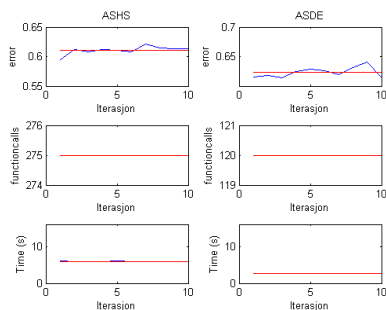 ASHS
ASDE
error
0.65
0.6
0.55
0
5
10
Iterasjon
error
0.7
0.65
0
5
10
Iterasjon
functioncalls
276
275
274
0
5
10
Iterasjon
functioncalls
121
120
119
0
5
10
Iterasjon
Time (s)
10
0
0
5
10
Iterasjon
Time (s)
10
0
0
5
10
Iterasjon